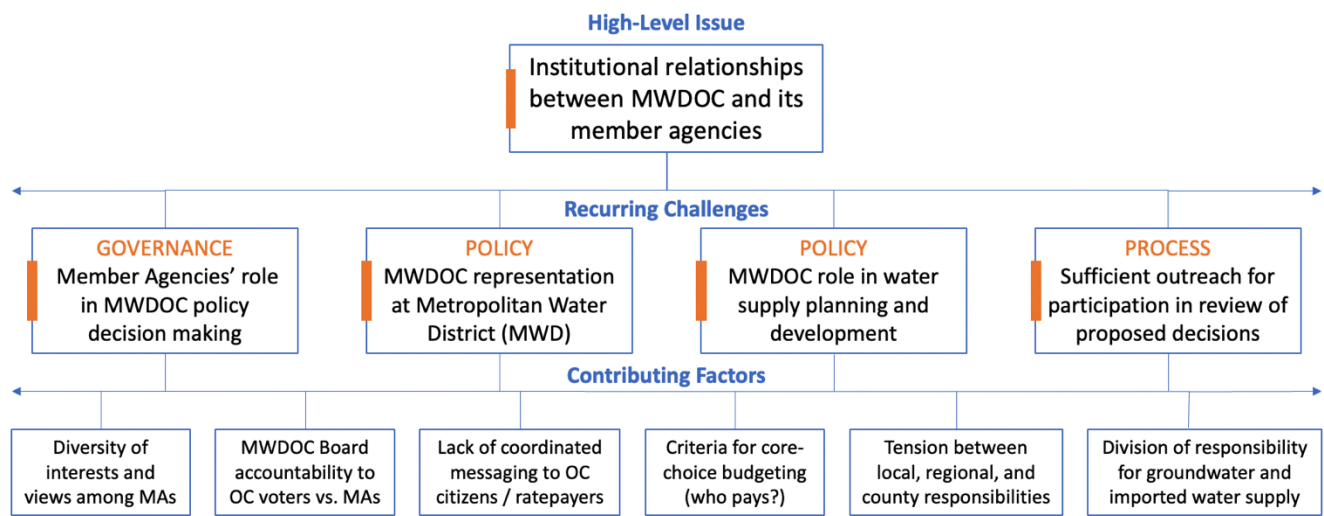 High-Level Issue
Institutional relationships
between MWDOC and its
member agencies
Recurring Challenges
GOVERNANCE
Member Agencies’ role
in MWDOC policy
decision making
POLICY
MWDOC representation
at Metropolitan Water
District (MWD)
POLICY
MWDOC role in water
supply planning and
development
PROCESS
Sufficient outreach for
participation in review of
proposed decisions
Contributing Factors
Diversity of
interests and
views among MAs
MWDOC Board
accountability to
OC voters vs. MAs
Lack of coordinated
messaging to OC
citizens / ratepayers
Criteria for core-
choice budgeting
(who pays?)
Tension between
local, regional, and
county responsibilities
Division of responsibility
for groundwater and
imported water supply